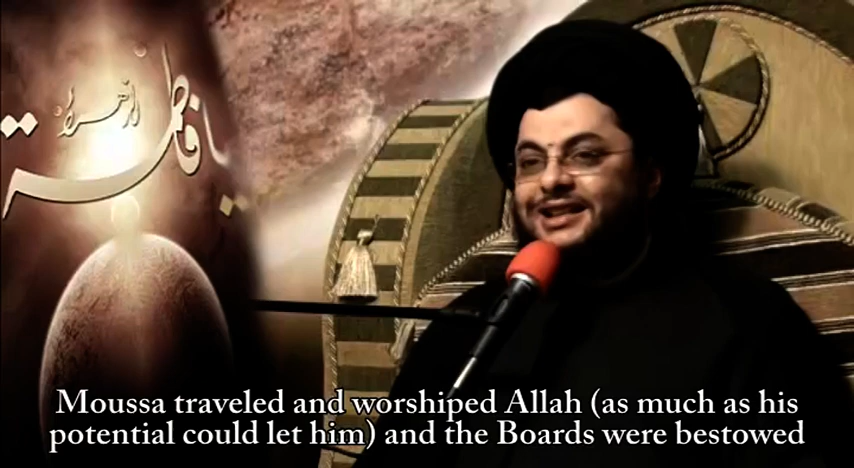 يا فاطمة
الزهراء
Moussa traveled and worshiped Allah (as much as his
potential could let him) and the Boards were bestowed